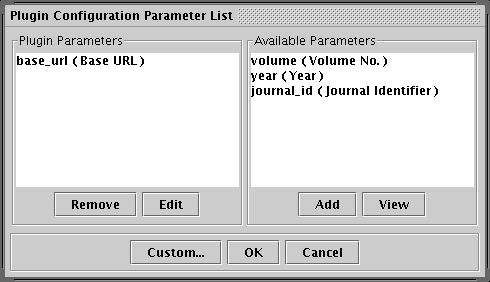 Plugin Configuration Parameter List
Plugin Parameters
base_url ( Base URL )
Remove
Edit
Available Parameters
volume ( Volume No. )
year ( Year )
journal_id ( Journal Identifier )
Add
View
Custom...
OK
Cancel